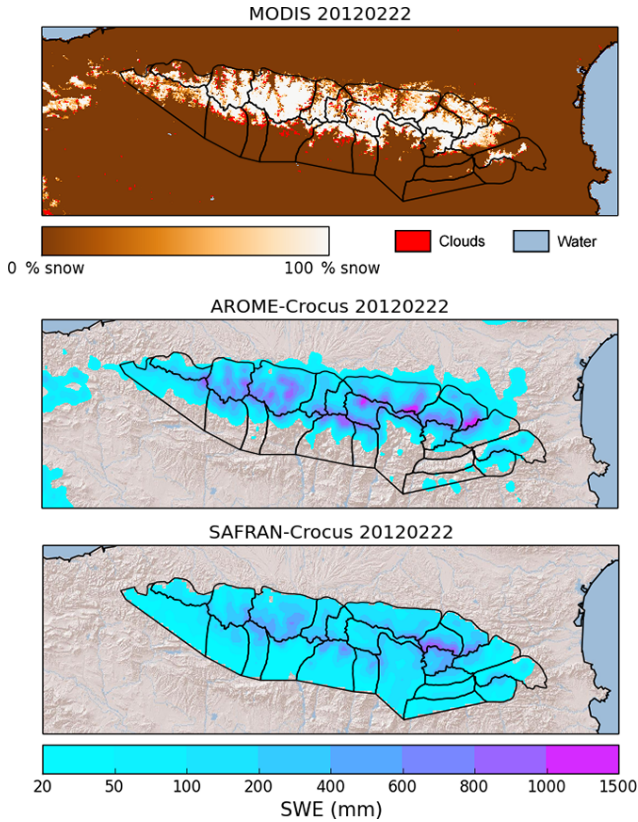 MODIS 20120222
0 % snow 100 % snow Clouds Water
AROME-Crocus 20120222
SAFRAN-Crocus 20120222
20 50 100 200 400 600 800 1000 1500
SWE (mm)